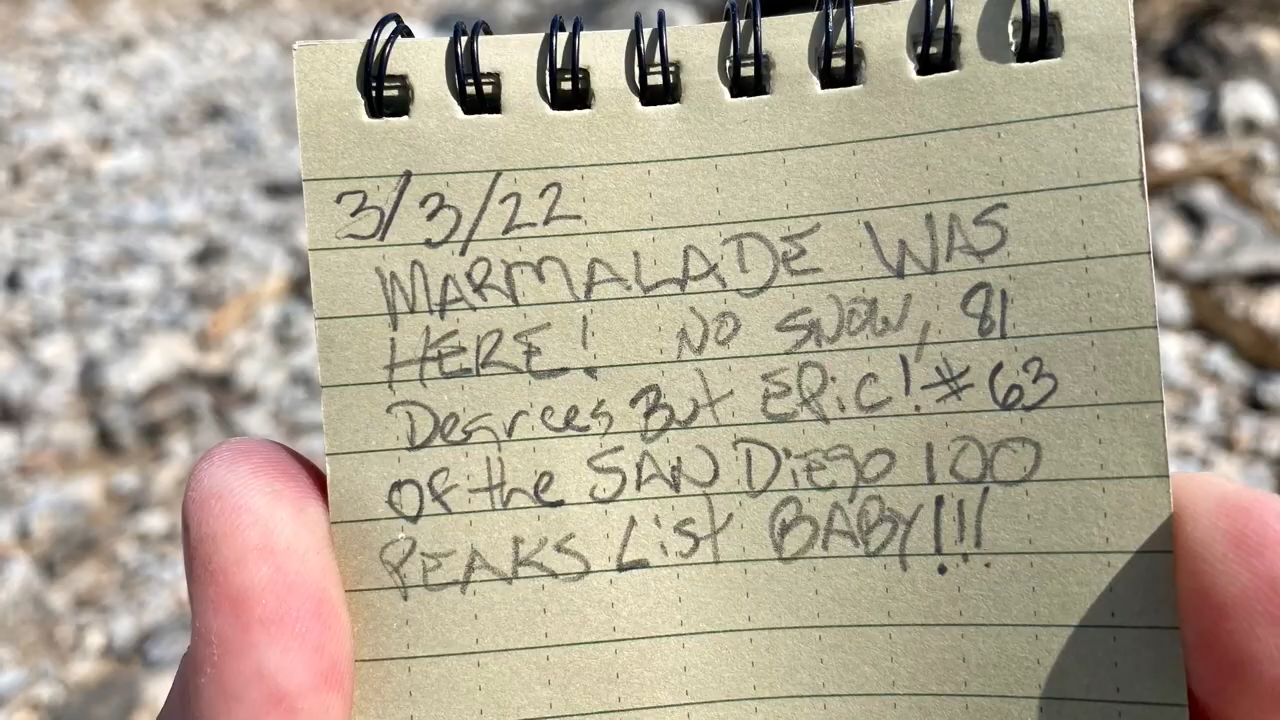 3/3/22
MARMALADE WAS
HERE! NO SNOW, 81
Degrees But EPiC! #63
Of the SAN DiEgo 100
PEAKS List BABY!!!